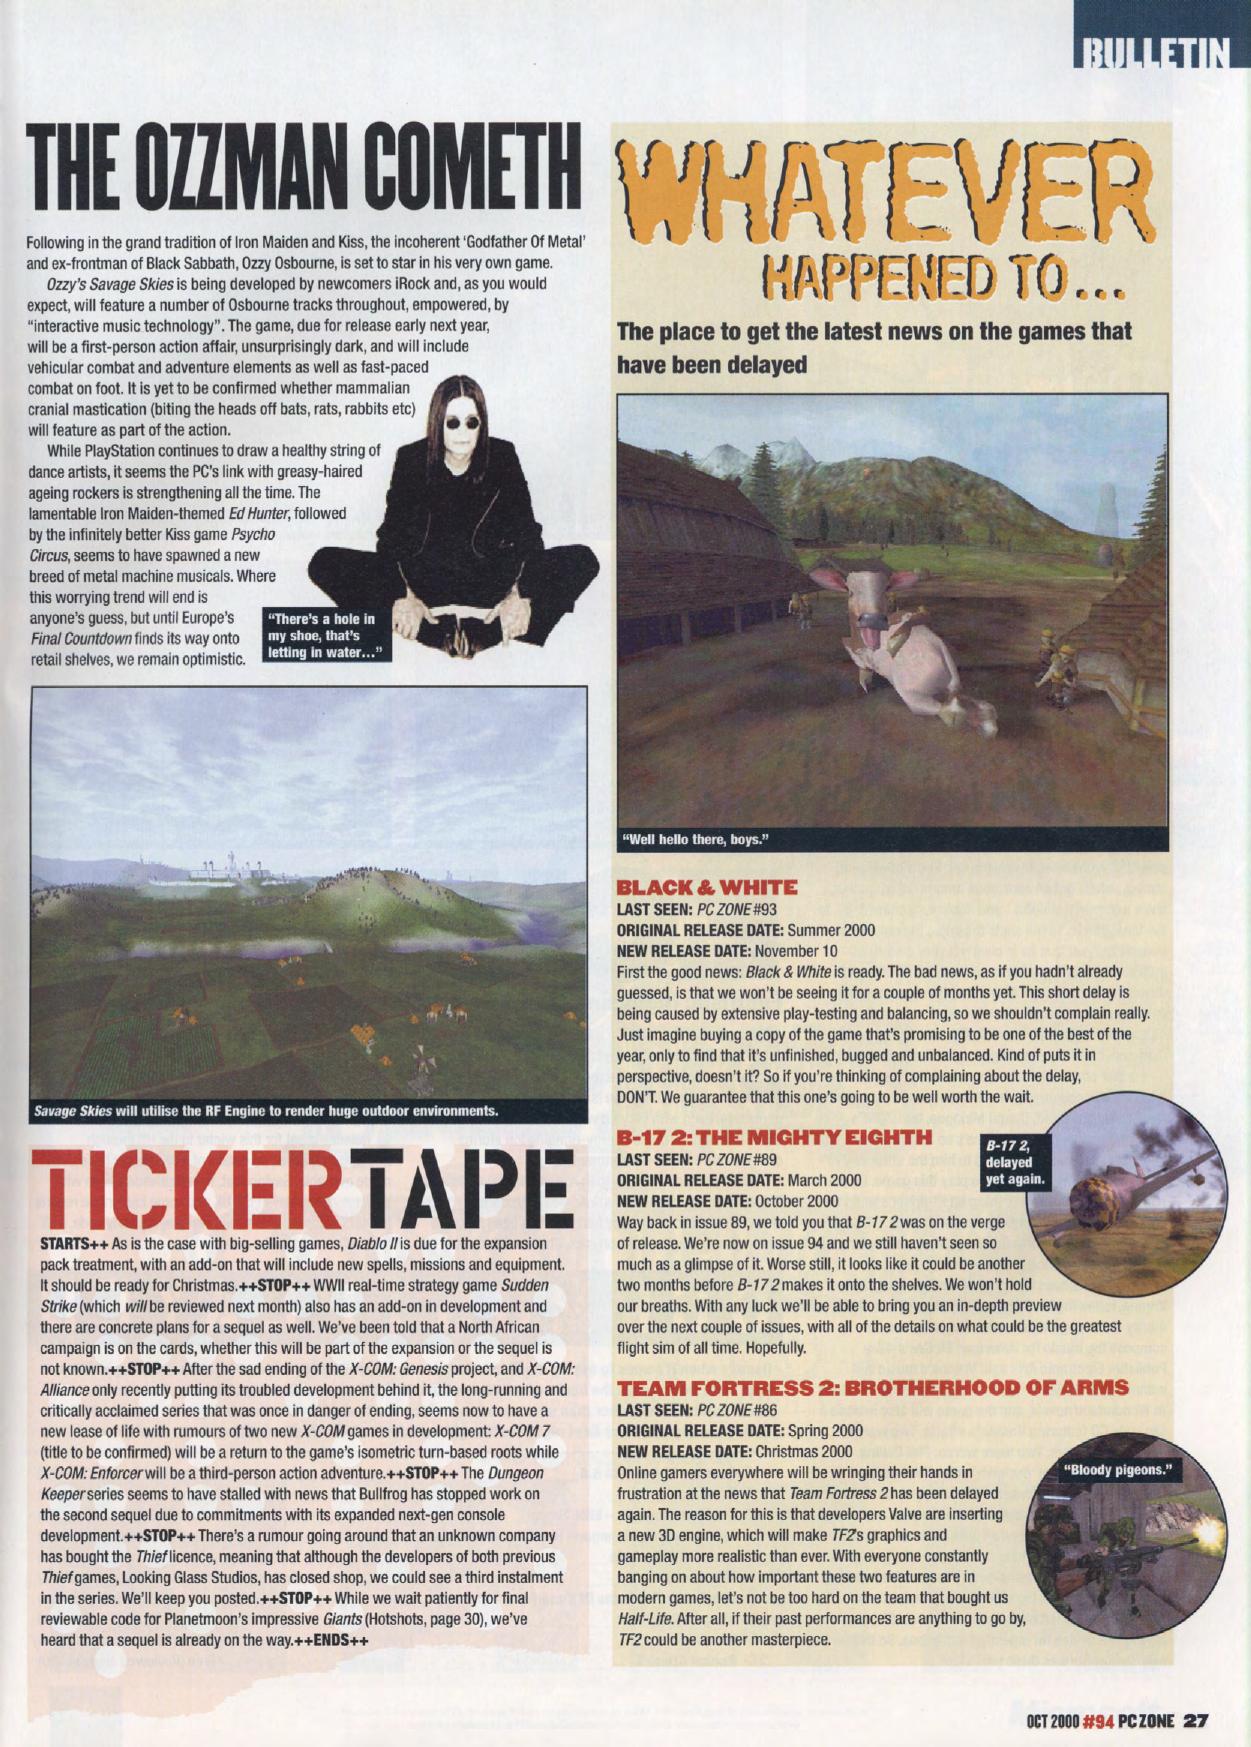 BULLETIN
THE OZZMAN COMETH
Following in the grand tradition of Iron Maiden and Kiss, the incoherent ‘Godfather Of Metal’
and ex-frontman of Black Sabbath, Ozzy Osbourne, is set to star in his very own game.
Ozzy's Savage Skies is being developed by newcomers iRock and, as you would
expect, will feature a number of Osbourne tracks throughout, empowered, by
“interactive music technology”. The game, due for release early next year,
will be a first-person action affair, unsurprisingly dark, and will include
vehicular combat and adventure elements as well as fast-paced
combat on foot. It is yet to be confirmed whether mammalian
cranial mastication (biting the heads off bats, rats, rabbits etc)
will feature as part of the action.
While PlayStation continues to draw a healthy string of
dance artists, it seems the PC's link with greasy-haired
ageing rockers is strengthening all the time. The
lamentable Iron Maiden-themed Ed Hunter, followed
by the infinitely better Kiss game Psycho
Circus, seems to have spawned a new
breed of metal machine musicals. Where
this worrying trend will end is
anyone's guess, but until Europe's
Final Countdown finds its way onto
retail shelves, we remain optimistic.
“There's a hole in
my shoe, that's
letting in water...”
Savage Skies will utilise the RF Engine to render huge outdoor environments.
TICKERTAPE
STARTS++ As is the case with big-selling games, Diablo II is due for the expansion
pack treatment, with an add-on that will include new spells, missions and equipment.
It should be ready for Christmas.++STOP++ WWII real-time strategy game Sudden
Strike (which will be reviewed next month) also has an add-on in development and
there are concrete plans for a sequel as well. We've been told that a North African
campaign is on the cards, whether this will be part of the expansion or the sequel is
not known.++STOP++ After the sad ending of the X-COM: Genesis project, and X-COM:
Alliance only recently putting its troubled development behind it, the long-running and
critically acclaimed series that was once in danger of ending, seems now to have a
new lease of life with rumours of two new X-COM games in development: X-COM 7
(title to be confirmed) will be a return to the game's isometric turn-based roots while
X-COM: Enforcer will be a third-person action adventure.++STOP++ The Dungeon
Keeper series seems to have stalled with news that Bullfrog has stopped work on
the second sequel due to commitments with its expanded next-gen console
development.++STOP++ There's a rumour going around that an unknown company
has bought the Thief licence, meaning that although the developers of both previous
Thief games, Looking Glass Studios, has closed shop, we could see a third instalment
in the series. We'll keep you posted.++STOP++ While we wait patiently for final
reviewable code for Planetmoon's impressive Giants (Hotshots, page 30), we've
heard that a sequel is already on the way.++ENDS++
WHATEVER
HAPPENED TO...
The place to get the latest news on the games that
have been delayed
“Well hello there, boys.”
BLACK & WHITE
LAST SEEN: PC ZONE #93
ORIGINAL RELEASE DATE: Summer 2000
NEW RELEASE DATE: November 10
First the good news: Black & White is ready. The bad news, as if you hadn't already
guessed, is that we won't be seeing it for a couple of months yet. This short delay is
being caused by extensive play-testing and balancing, so we shouldn't complain really.
Just imagine buying a copy of the game that's promising to be one of the best of the
year, only to find that it's unfinished, bugged and unbalanced. Kind of puts it in
perspective, doesn't it? So if you're thinking of complaining about the delay,
DON'T. We guarantee that this one's going to be well worth the wait.
B-17 2: THE MIGHTY EIGHTH
LAST SEEN: PC ZONE #89
ORIGINAL RELEASE DATE: March 2000
NEW RELEASE DATE: October 2000
Way back in issue 89, we told you that B-17 2 was on the verge
of release. We're now on issue 94 and we still haven't seen so
much as a glimpse of it. Worse still, it looks like it could be another
two months before B-17 2 makes it onto the shelves. We won't hold
our breaths. With any luck we'll be able to bring you an in-depth preview
over the next couple of issues, with all of the details on what could be the greatest
flight sim of all time. Hopefully.
B-17 2,
delayed
yet again.
TEAM FORTRESS 2: BROTHERHOOD OF ARMS
LAST SEEN: PC ZONE #86
ORIGINAL RELEASE DATE: Spring 2000
NEW RELEASE DATE: Christmas 2000
Online gamers everywhere will be wringing their hands in
frustration at the news that Team Fortress 2 has been delayed
again. The reason for this is that developers Valve are inserting
a new 3D engine, which will make TF2's graphics and
gameplay more realistic than ever. With everyone constantly
banging on about how important these two features are in
modern games, let's not be too hard on the team that bought us
Half-Life. After all, if their past performances are anything to go by,
TF2 could be another masterpiece.
“Bloody pigeons.”
OCT 2000 #94 PC ZONE 27